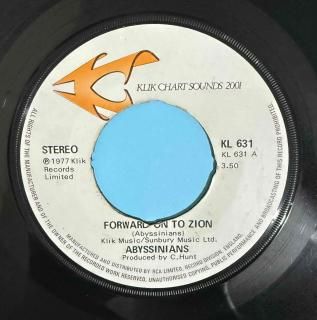 KLIK CHART SOUNDS 2001
STEREO
℗ 1977 Klik
Records
Limited
KL 631
KL 631 A
3.50
FORWARD ON TO ZION
(Abyssinians)
Klik Music/Sunbury Music Ltd.
ABYSSINIANS
Produced by C.Hunt
ALL RIGHTS OF THE MANUFACTURER AND OF THE OWNER OF THE RECORDED WORK RESERVED. UNAUTHORISED COPYING, PUBLIC PERFORMANCE AND BROADCASTING OF THIS RECORD PROHIBITED.
MANUFACTURED AND DISTRIBUTED BY RCA LIMITED, RECORD DIVISION, ENGLAND.